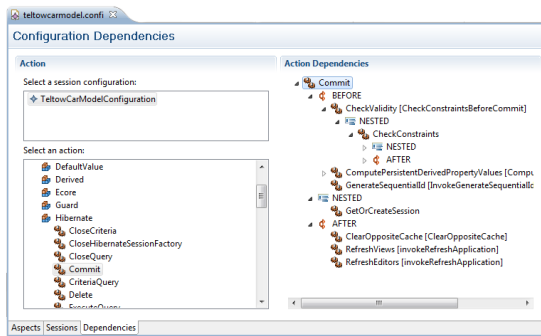 teltowcarmodel.confi
Configuration Dependencies
Action
Select a session configuration:
TeltowCarModelConfiguration
Select an action:
DefaultValue
Derived
Ecore
Guard
Hibernate
CloseCriteria
CloseHibernateSessionFactory
CloseQuery
Commit
CriteriaQuery
Delete
ExecuteQuery
Action Dependencies
Commit
BEFORE
CheckValidity [CheckConstraintsBeforeCommit]
NESTED
CheckConstraints
NESTED
AFTER
ComputePersistentDerivedPropertyValues [Compu
GenerateSequentialId [InvokeGenerateSequentialIc
NESTED
GetOrCreateSession
AFTER
ClearOppositeCache [ClearOppositeCache]
RefreshViews [invokeRefreshApplication]
RefreshEditors [invokeRefreshApplication]
Aspects Sessions Dependencies